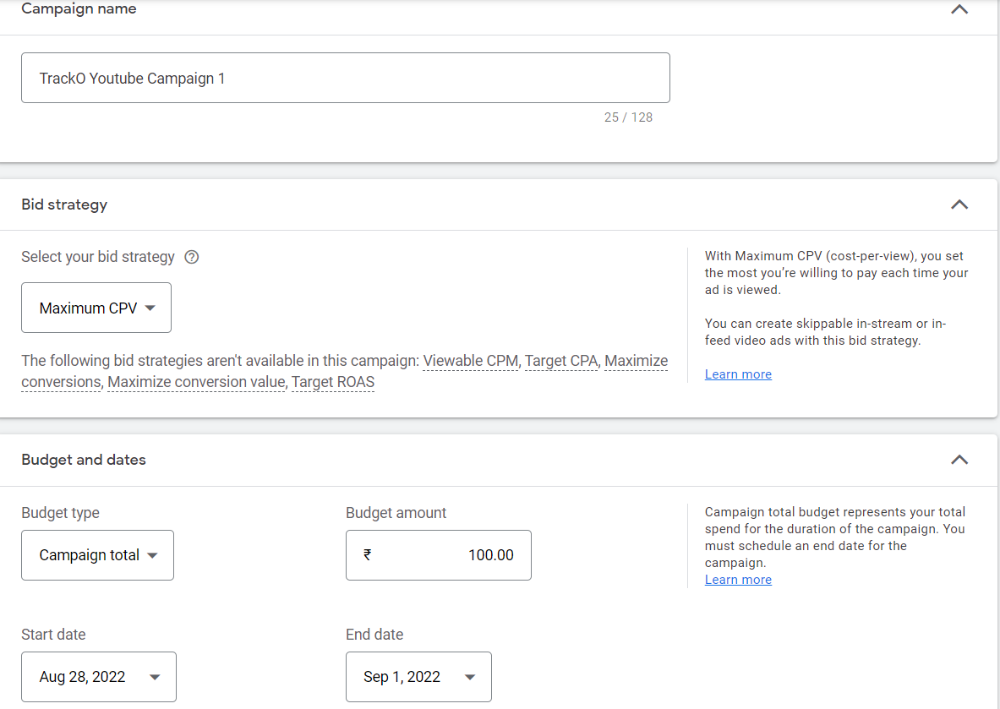 Campaign name
TrackO Youtube Campaign 1
25 / 128
Bid strategy
Select your bid strategy ?
Maximum CPV
The following bid strategies aren't available in this campaign: Viewable CPM, Target CPA, Maximize
conversions, Maximize conversion value, Target ROAS
With Maximum CPV (cost-per-view), you set
the most you’re willing to pay each time your
ad is viewed.
You can create skippable in-stream or in-
feed video ads with this bid strategy.
Learn more
Budget and dates
Budget type
Campaign total
Budget amount
₹ 100.00
Campaign total budget represents your total
spend for the duration of the campaign. You
must schedule an end date for the
campaign.
Learn more
Start date
Aug 28, 2022
End date
Sep 1, 2022